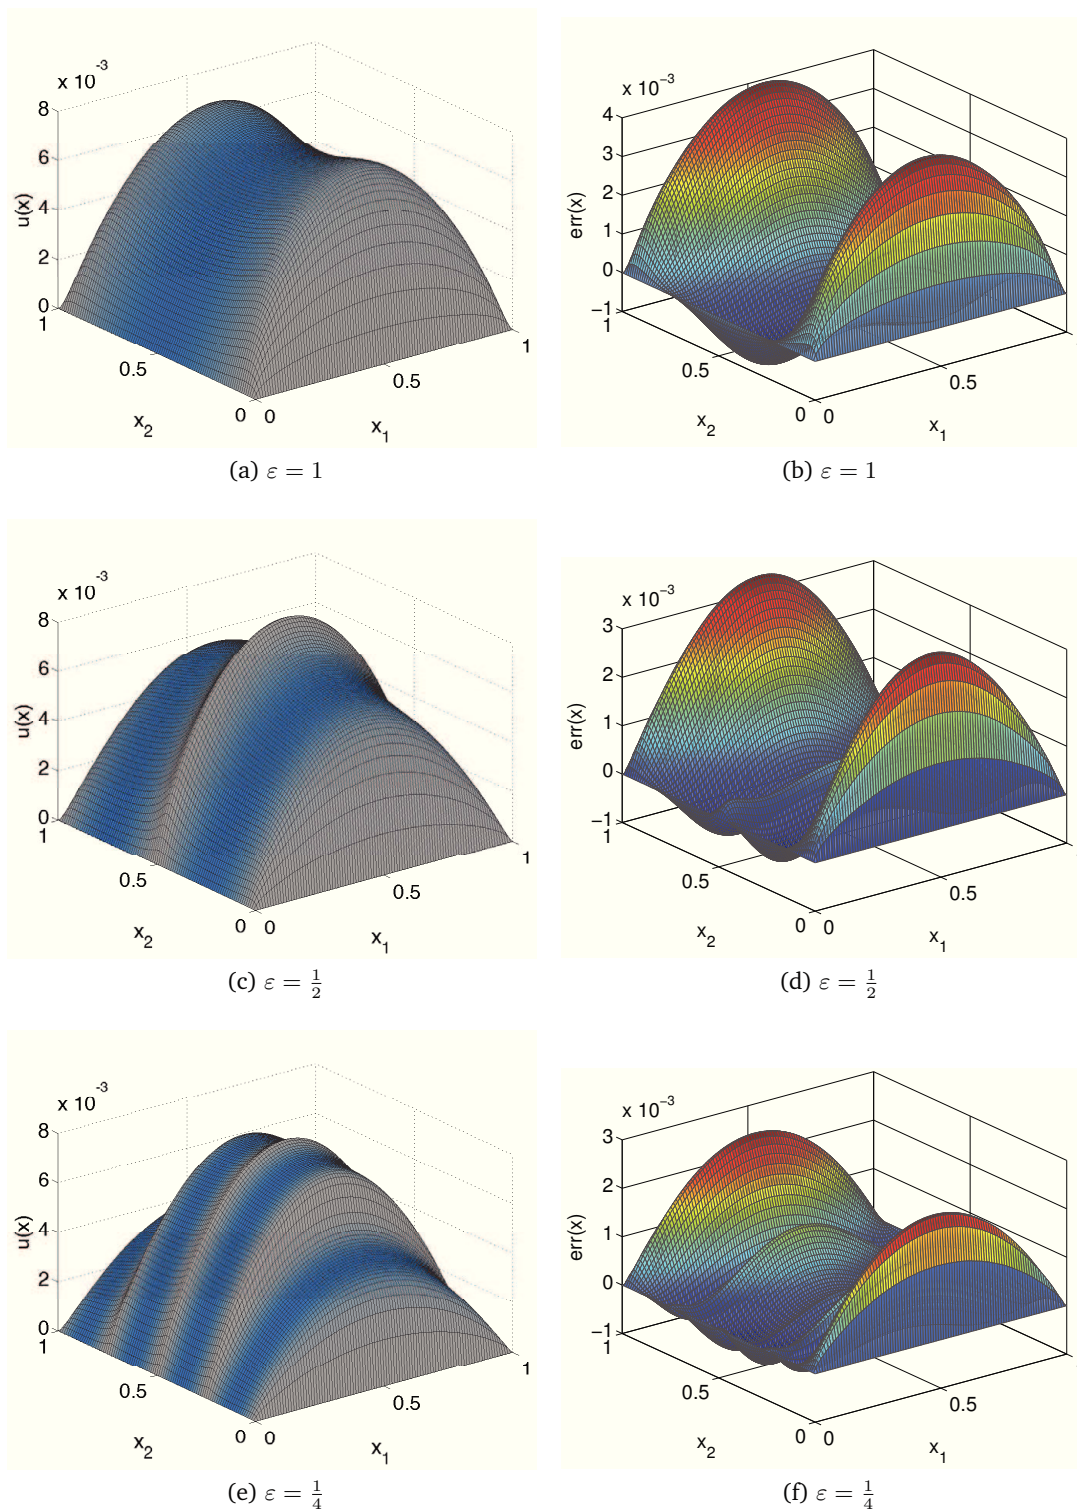 x 10-3
8
6
4
2
0
u(x)
1
0.5
0
x2
0
0.5
1
x1
(a) ε = 1
x 10−3
4
3
2
1
0
−1
err(x)
1
0.5
0
x2
0
0.5
x1
(b) ε = 1
x 10-3
8
6
4
2
0
u(x)
1
0.5
0
x2
0
0.5
1
x1
(c) ε = 1/2
x 10−3
3
2
1
0
−1
err(x)
1
0.5
0
x2
0
0.5
x1
(d) ε = 1/2
x 10-3
8
6
4
2
0
u(x)
1
0.5
0
x2
0
0.5
1
x1
(e) ε = 1/4
x 10−3
3
2
1
0
−1
err(x)
1
0.5
0
x2
0
0.5
x1
(f) ε = 1/4